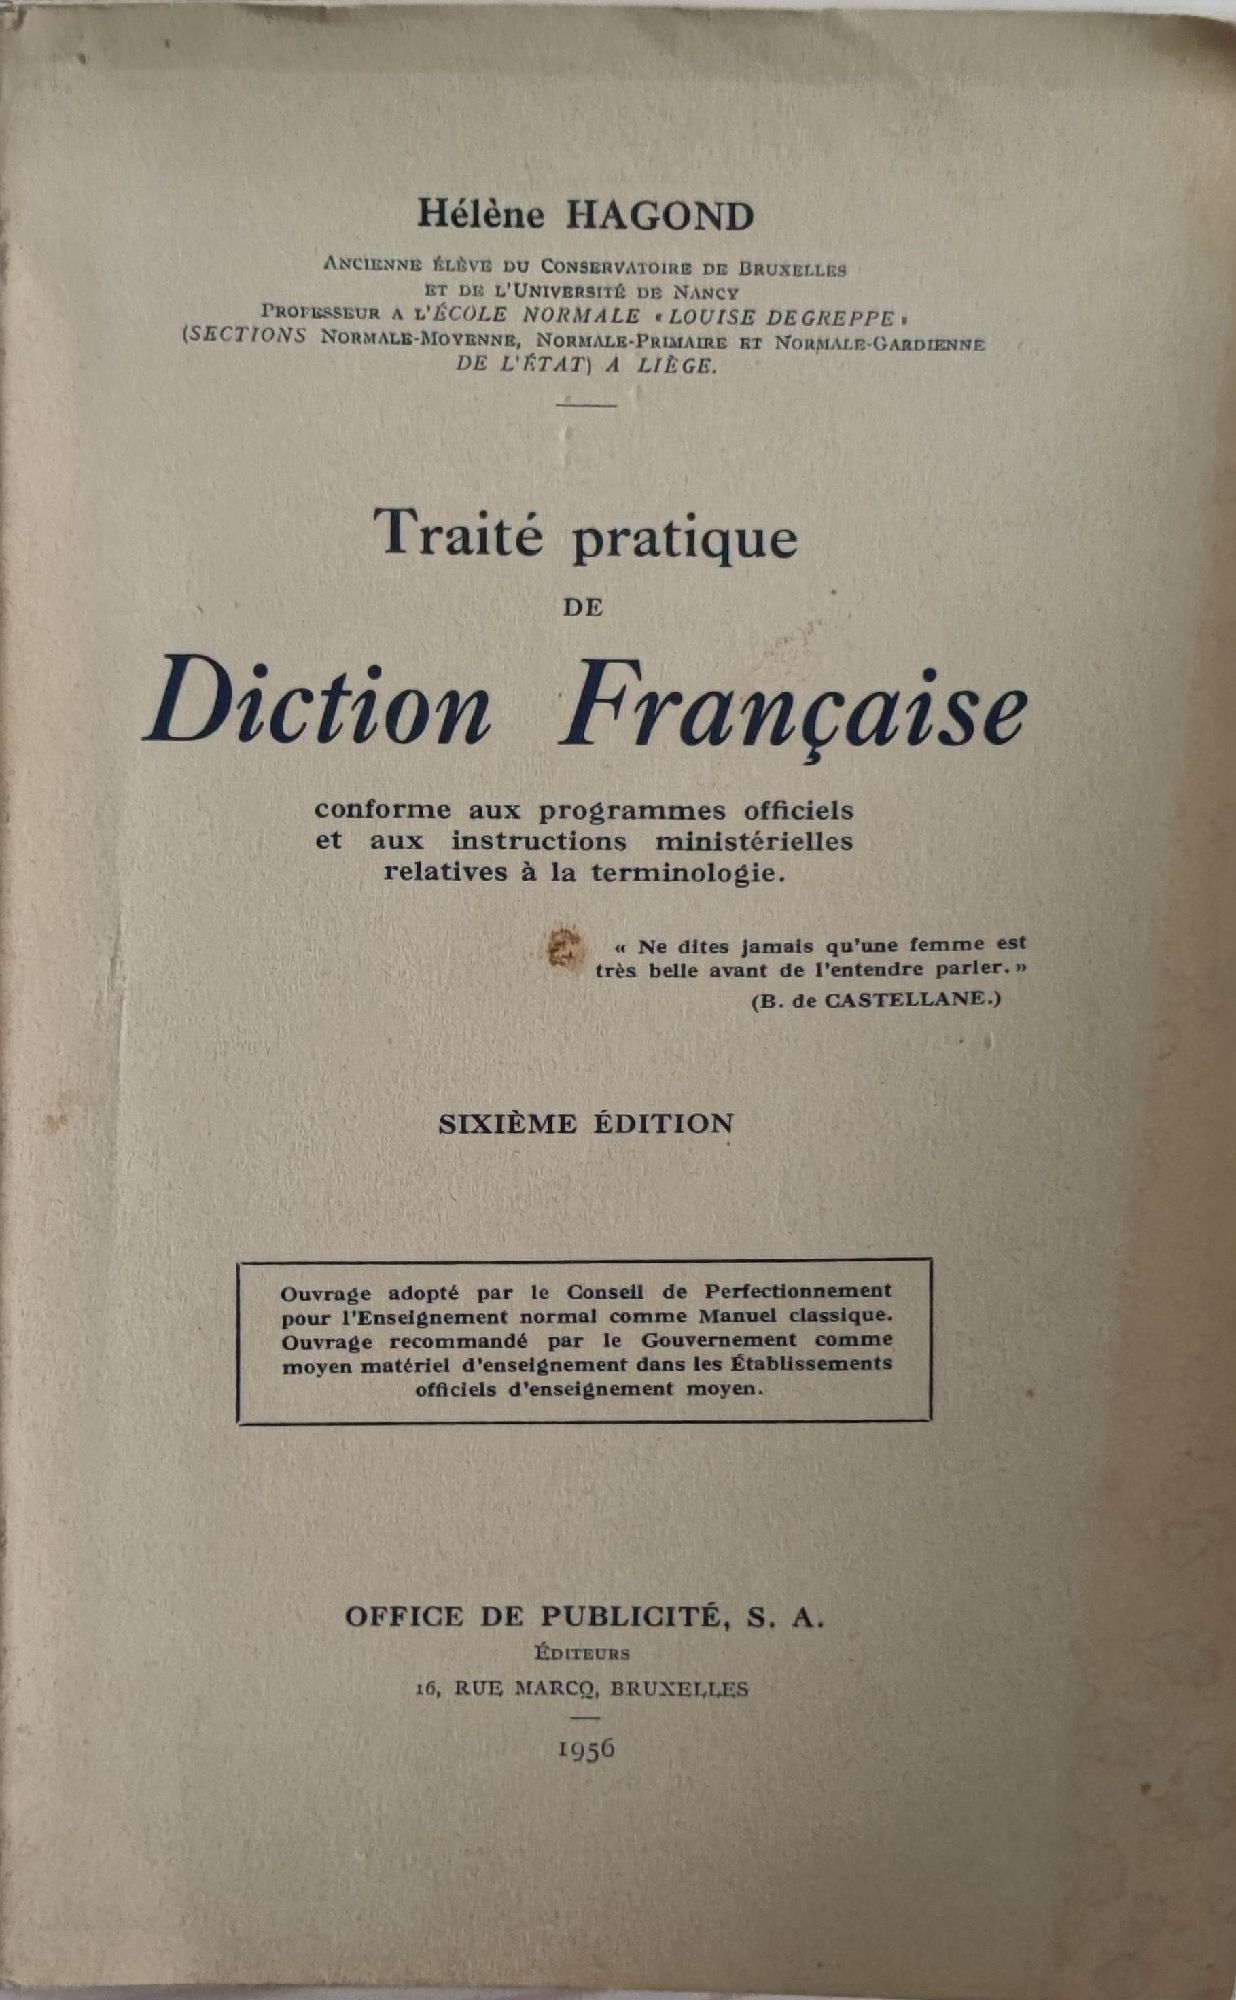 Hélène HAGOND
ANCIENNE ÉLÈVE DU CONSERVATOIRE DE BRUXELLES
ET DE L'UNIVERSITÉ DE NANCY
PROFESSEUR A L'ÉCOLE NORMALE « LOUISE DEGREPPE »
(SECTIONS NORMALE-MOYENNE, NORMALE-PRIMAIRE ET NORMALE-GARDIENNE
DE L'ÉTAT) A LIÈGE.
Traité pratique
DE
Diction Française
conforme aux programmes officiels
et aux instructions ministérielles
relatives à la terminologie.
« Ne dites jamais qu'une femme est
très belle avant de l'entendre parler. »
(B. de CASTELLANE.)
SIXIÈME ÉDITION
Ouvrage adopté par le Conseil de Perfectionnement
pour l'Enseignement normal comme Manuel classique.
Ouvrage recommandé par le Gouvernement comme
moyen matériel d'enseignement dans les Établissements
officiels d'enseignement moyen.
OFFICE DE PUBLICITÉ, S. A.
ÉDITEURS
16, RUE MARCQ, BRUXELLES
1956